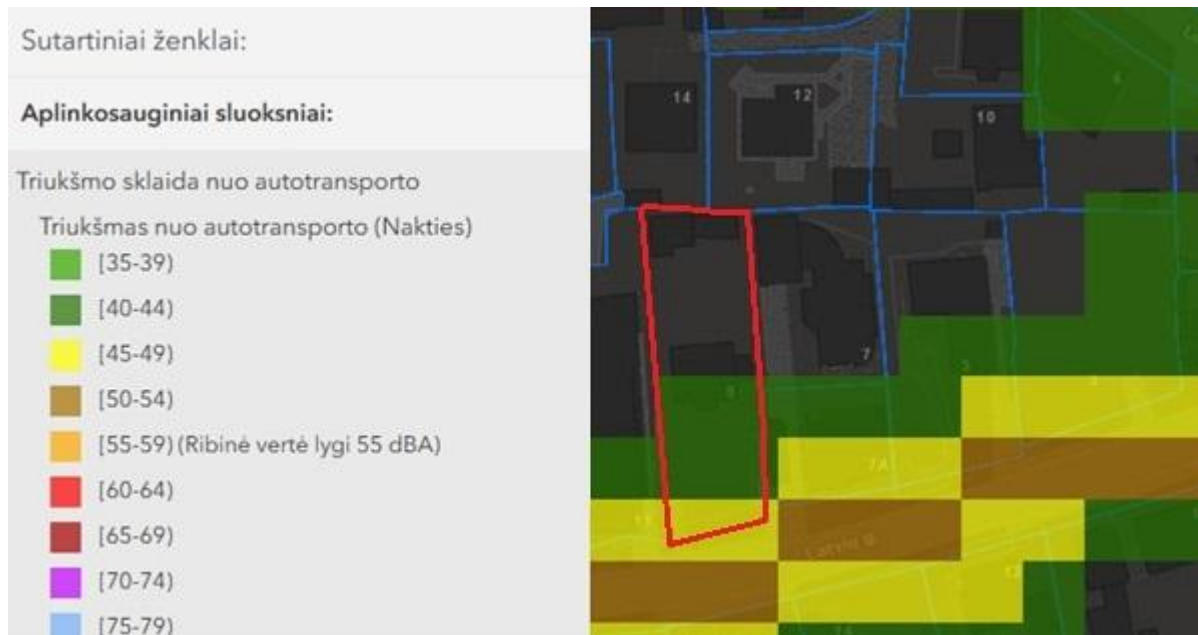 Sutartiniai ženklai:
Aplinkosauginiai sluoksniai:
Triukšmo sklaida nuo autotransporto
Triukšmas nuo autotransporto (Nakties)
[35-39)
[40-44)
[45-49)
[50-54)
[55-59) (Ribinė vertė lygi 55 dBA)
[60-64)
[65-69)
[70-74)
[75-79)
14
12
10
7
7A
Latvių g.